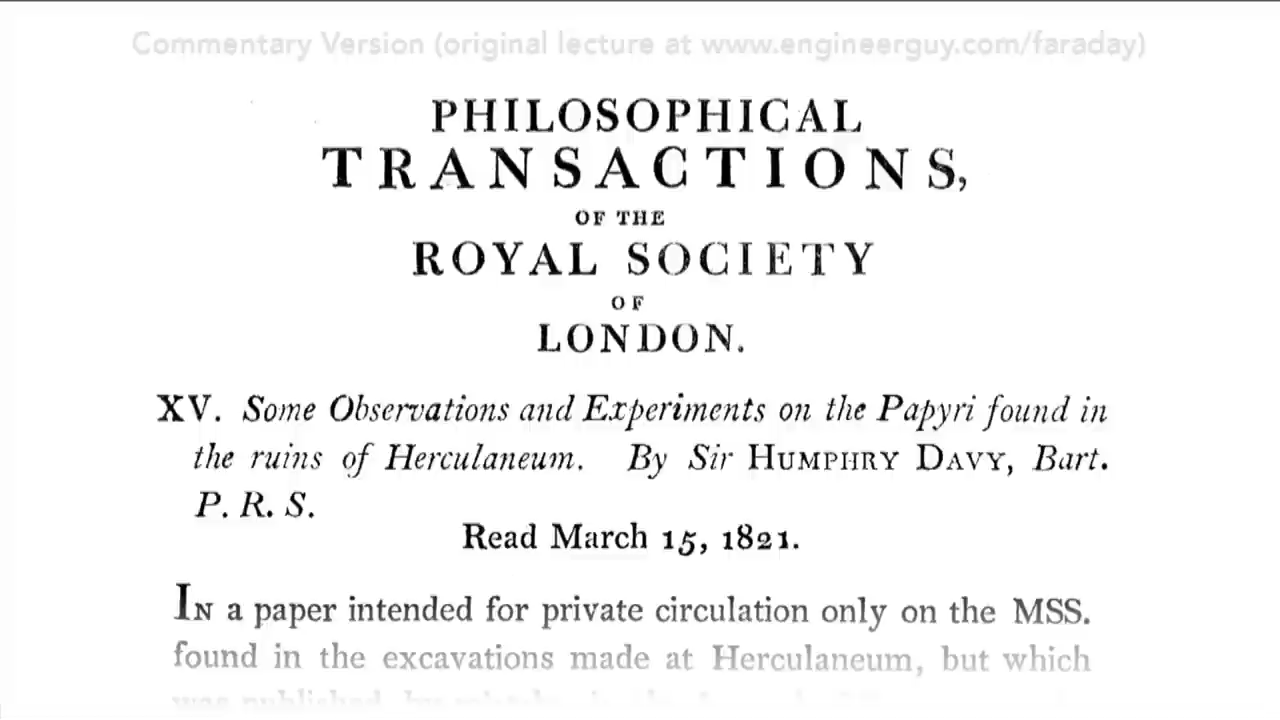 Commentary Version (original lecture at www.engineerguy.com/faraday)
PHILOSOPHICAL
TRANSACTIONS,
OF THE
ROYAL SOCIETY
OF
LONDON.
XV. Some Observations and Experiments on the Papyri found in
the ruins of Herculaneum. By Sir HUMPHRY DAVY, Bart.
P. R. S.
Read March 15, 1821.
IN a paper intended for private circulation only on the MSS.
found in the excavations made at Herculaneum, but which
was published, by